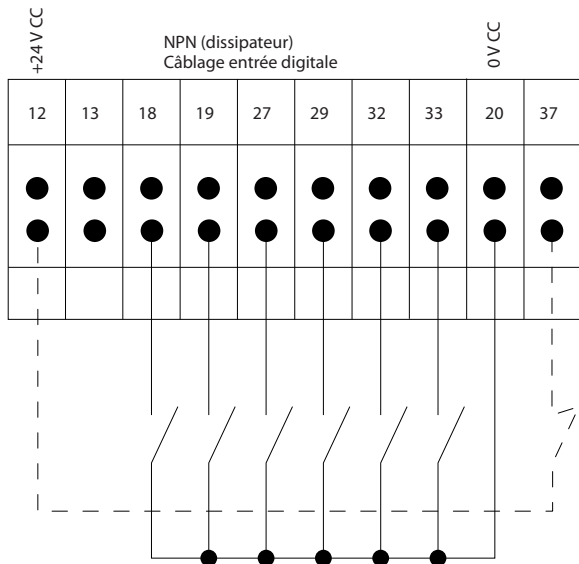 +24 V CC
NPN (dissipateur)
Câblage entrée digitale
0 V CC
12 13 18 19 27 29 32 33 20 37